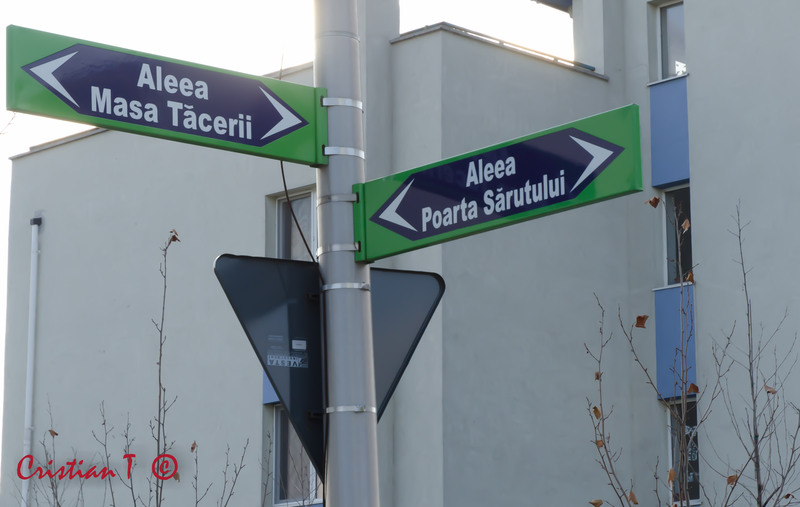 Aleea
Masa Tăcerii
Aleea
Poarta Sărutului
Cristian T ©